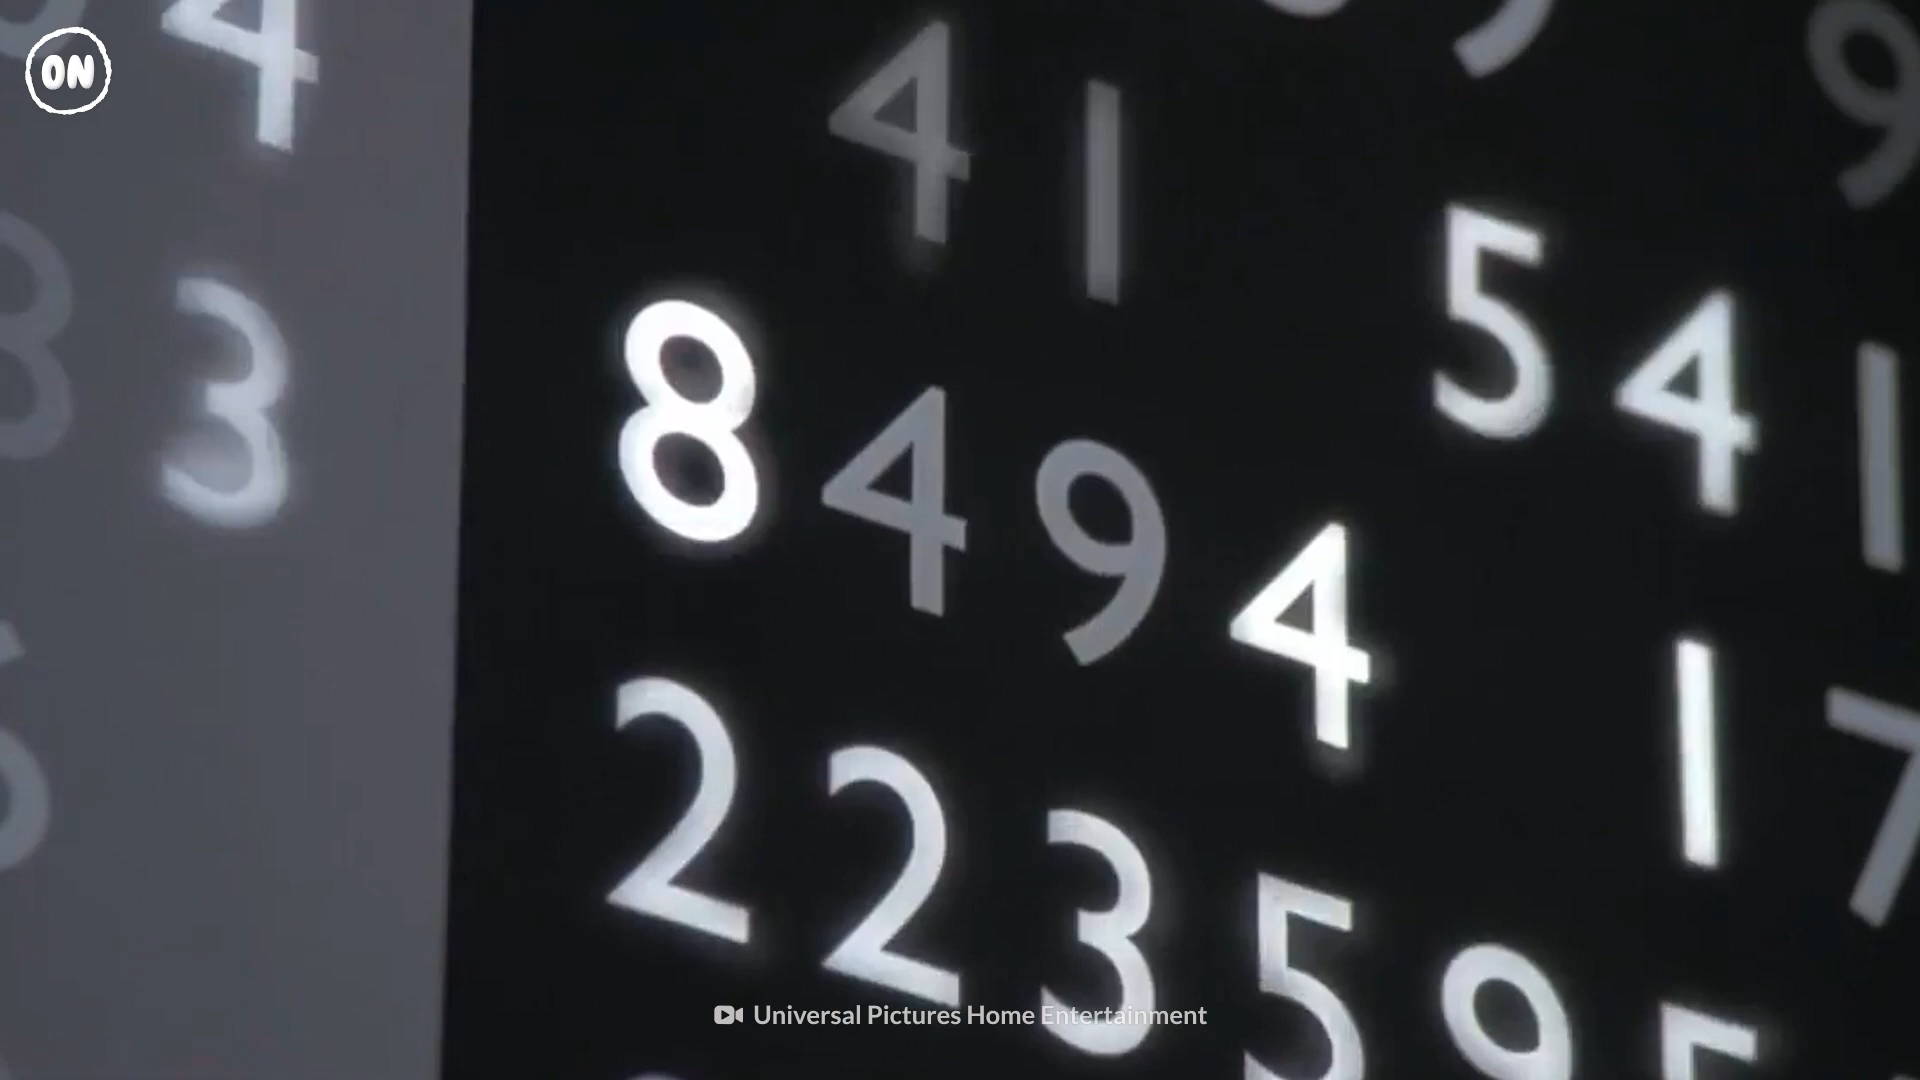 ON
4
4 1 9
3
8 4 9 4
5 4 1
1 7
2 2 3 5 9 5
Universal Pictures Home Entertainment